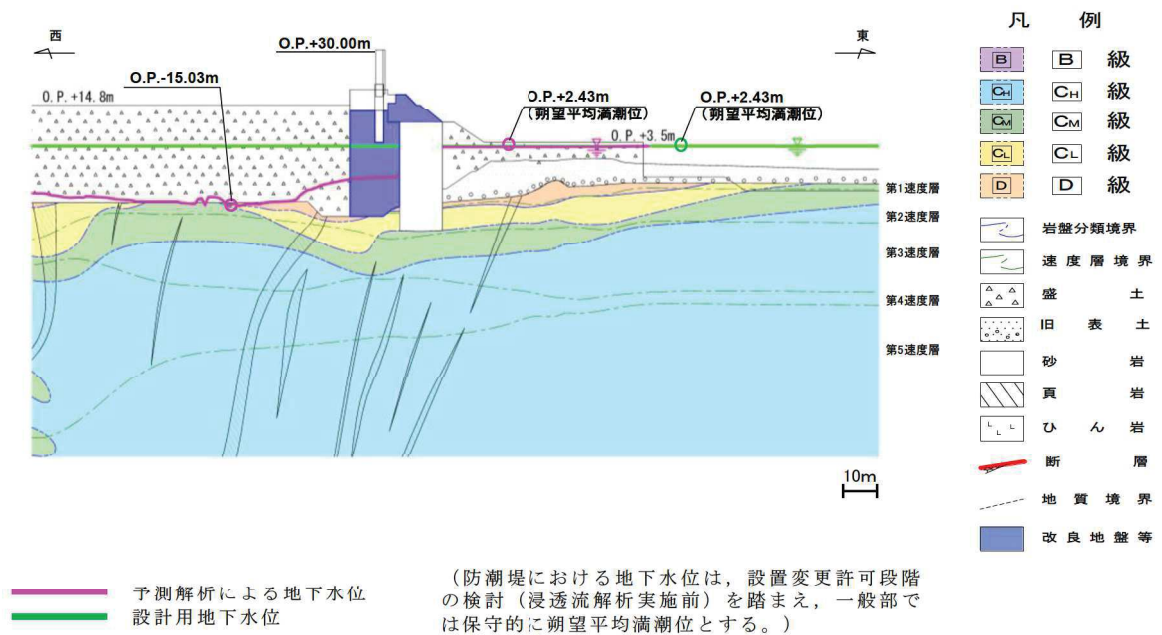 西
東
O.P.+30.00m
O.P.-15.03m
O.P.+14.8m
O.P.+2.43m
(朔望平均満潮位)
O.P.+2.43m
(朔望平均満潮位)
O.P.+3.5m
第1速度層
第2速度層
第3速度層
第4速度層
第5速度層
10m
凡 例
B B 級
CH CH 級
CM CM 級
CL CL 級
D D 級
岩盤分類境界
速度層境界
盛土
旧表土
砂岩
頁岩
ひん岩
断層
地質境界
改良地盤等
予測解析による地下水位
設計用地下水位
(防潮堤における地下水位は,設置変更許可段階
の検討(浸透流解析実施前)を踏まえ,一般部で
は保守的に朔望平均満潮位とする。)